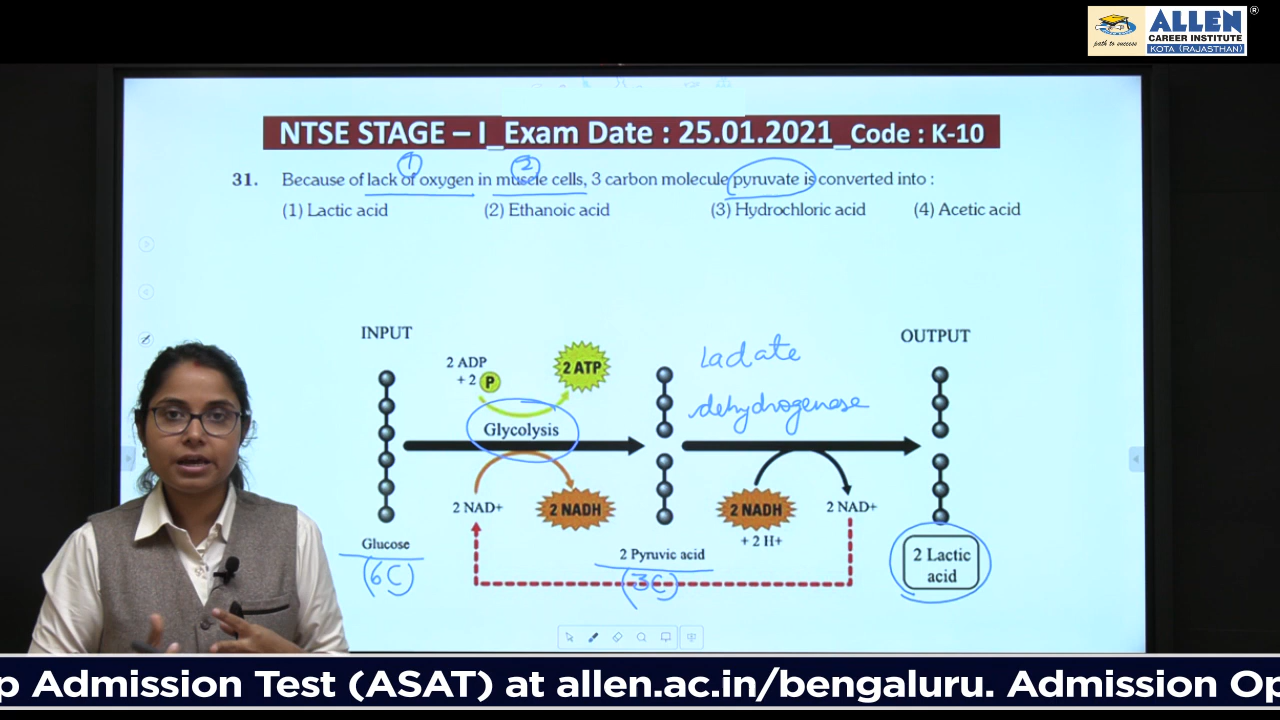 ALLEN
®
CAREER INSTITUTE
path to success
KOTA (RAJASTHAN)
NTSE STAGE – I_Exam Date : 25.01.2021_Code : K-10
1 2
31. Because of lack of oxygen in muscle cells, 3 carbon molecule pyruvate is converted into :
(1) Lactic acid (2) Ethanoic acid (3) Hydrochloric acid (4) Acetic acid
INPUT OUTPUT
2 ADP
+ 2 P
2 ATP
Lactate
dehydrogenase
Glycolysis
2 NAD+ 2 NADH 2 NADH 2 NAD+
+ 2 H+
Glucose 2 Pyruvic acid 2 Lactic
acid
(6C) (3C)
p Admission Test (ASAT) at allen.ac.in/bengaluru. Admission Op